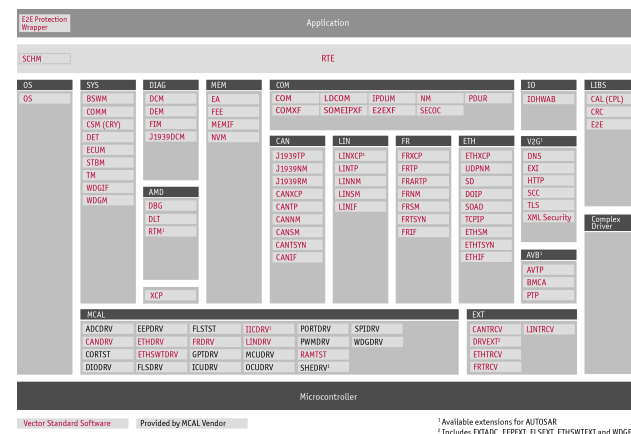 E2E Protection
Wrapper
Application
SCHM
RTE
OS
OS
SYS
BSWM
COMM
CSM (CRY)
DET
ECUM
STBM
TM
WDGIF
WDGM
DIAG
DCM
DEM
FIM
J1939DCM
AMD
DBG
DLT
RTM¹
XCP
MEM
EA
FEE
MEMIF
NVM
COM
COM LDCOM IPDUM NM PDUR
COMXF SOMEIPXF E2EXF SECOC
CAN
J1939TP
J1939NM
J1939RM
CANXCP
CANTP
CANNM
CANSM
CANTSYN
CANIF
LIN
LINXCP¹
LINTP
LINNM
LINSM
LINIF
FR
FRXCP
FRTP
FRARTP
FRNM
FRSM
FRTSYN
FRIF
ETH
ETHXCP
UDPNM
SD
DOIP
SOAD
TCPIP
ETHSM
ETHTSYN
ETHIF
IO
IOHWAB
V2G¹
DNS
EXI
HTTP
SCC
TLS
XML Security
AVB¹
AVTP
BMCA
PTP
LIBS
CAL (CPL)
CRC
E2E
Complex
Driver
MCAL
ADCDRV EEPDRV FLSTST IICDRV¹ PORTDRV SPIDRV
CANDRV ETHDRV FRDRV LINDRV PWMDRV WDGDRV
CORTST ETHSWTDRV GPTDRV MCUDRV RAMTST
DIODRV FLSDRV ICUDRV OCUDRV SHEDRV¹
EXT
CANTRCV LINTRCV
DRVEXT²
ETHTRCV
FRTRCV
Microcontroller
Vector Standard Software Provided by MCAL Vendor
¹ Available extensions for AUTOSAR
² Includes EXTADC, EEPEXT, FLSEXT, ETHSWTEXT and